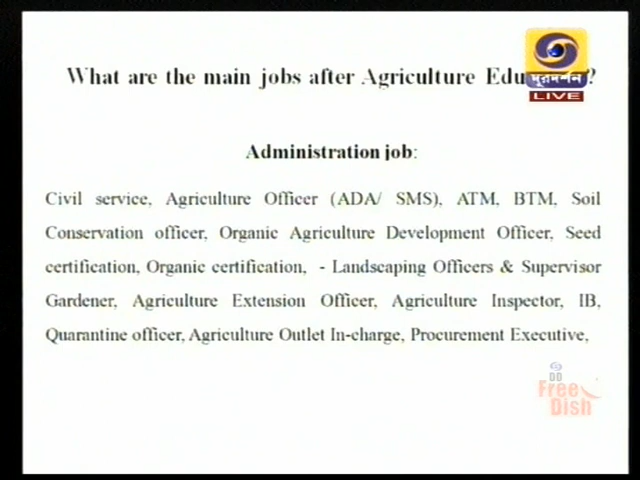 What are the main jobs after Agriculture Edu ?
দূরদর্শন
LIVE
Administration job:
Civil service, Agriculture Officer (ADA/ SMS), ATM, BTM, Soil
Conservation officer, Organic Agriculture Development Officer, Seed
certification, Organic certification, - Landscaping Officers & Supervisor
Gardener, Agriculture Extension Officer, Agriculture Inspector, IB,
Quarantine officer, Agriculture Outlet In-charge, Procurement Executive,
DD
Free
Dish